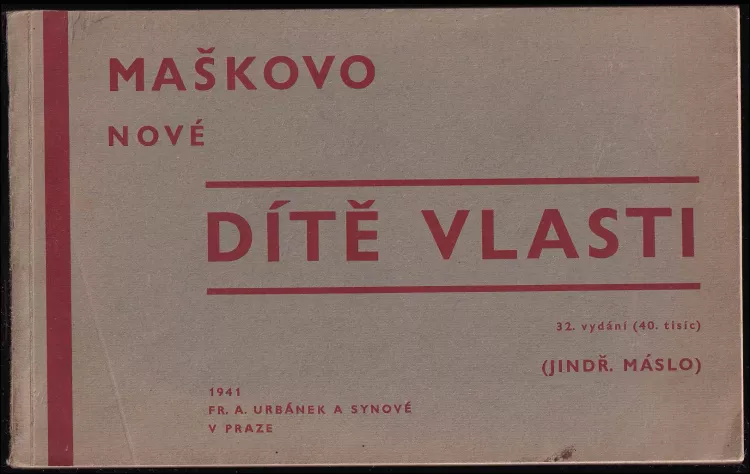 MAŠKOVO
NOVÉ
DÍTĚ VLASTI
32. vydání (40. tisíc)
(JINDŘ. MÁSLO)
1941
FR. A. URBÁNEK A SYNOVÉ
V PRAZE